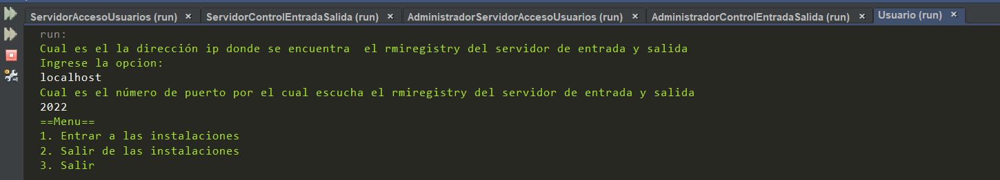 ServidorAccesoUsuarios (run) × ServidorControlEntradaSalida (run) × AdministradorServidorAccesoUsuarios (run) × AdministradorControlEntradaSalida (run) × Usuario (run) ×
run:
Cual es el la dirección ip donde se encuentra  el rmiregistry del servidor de entrada y salida
Ingrese la opcion:
localhost
Cual es el número de puerto por el cual escucha el rmiregistry del servidor de entrada y salida
2022
==Menu==
1. Entrar a las instalaciones
2. Salir de las instalaciones
3. Salir